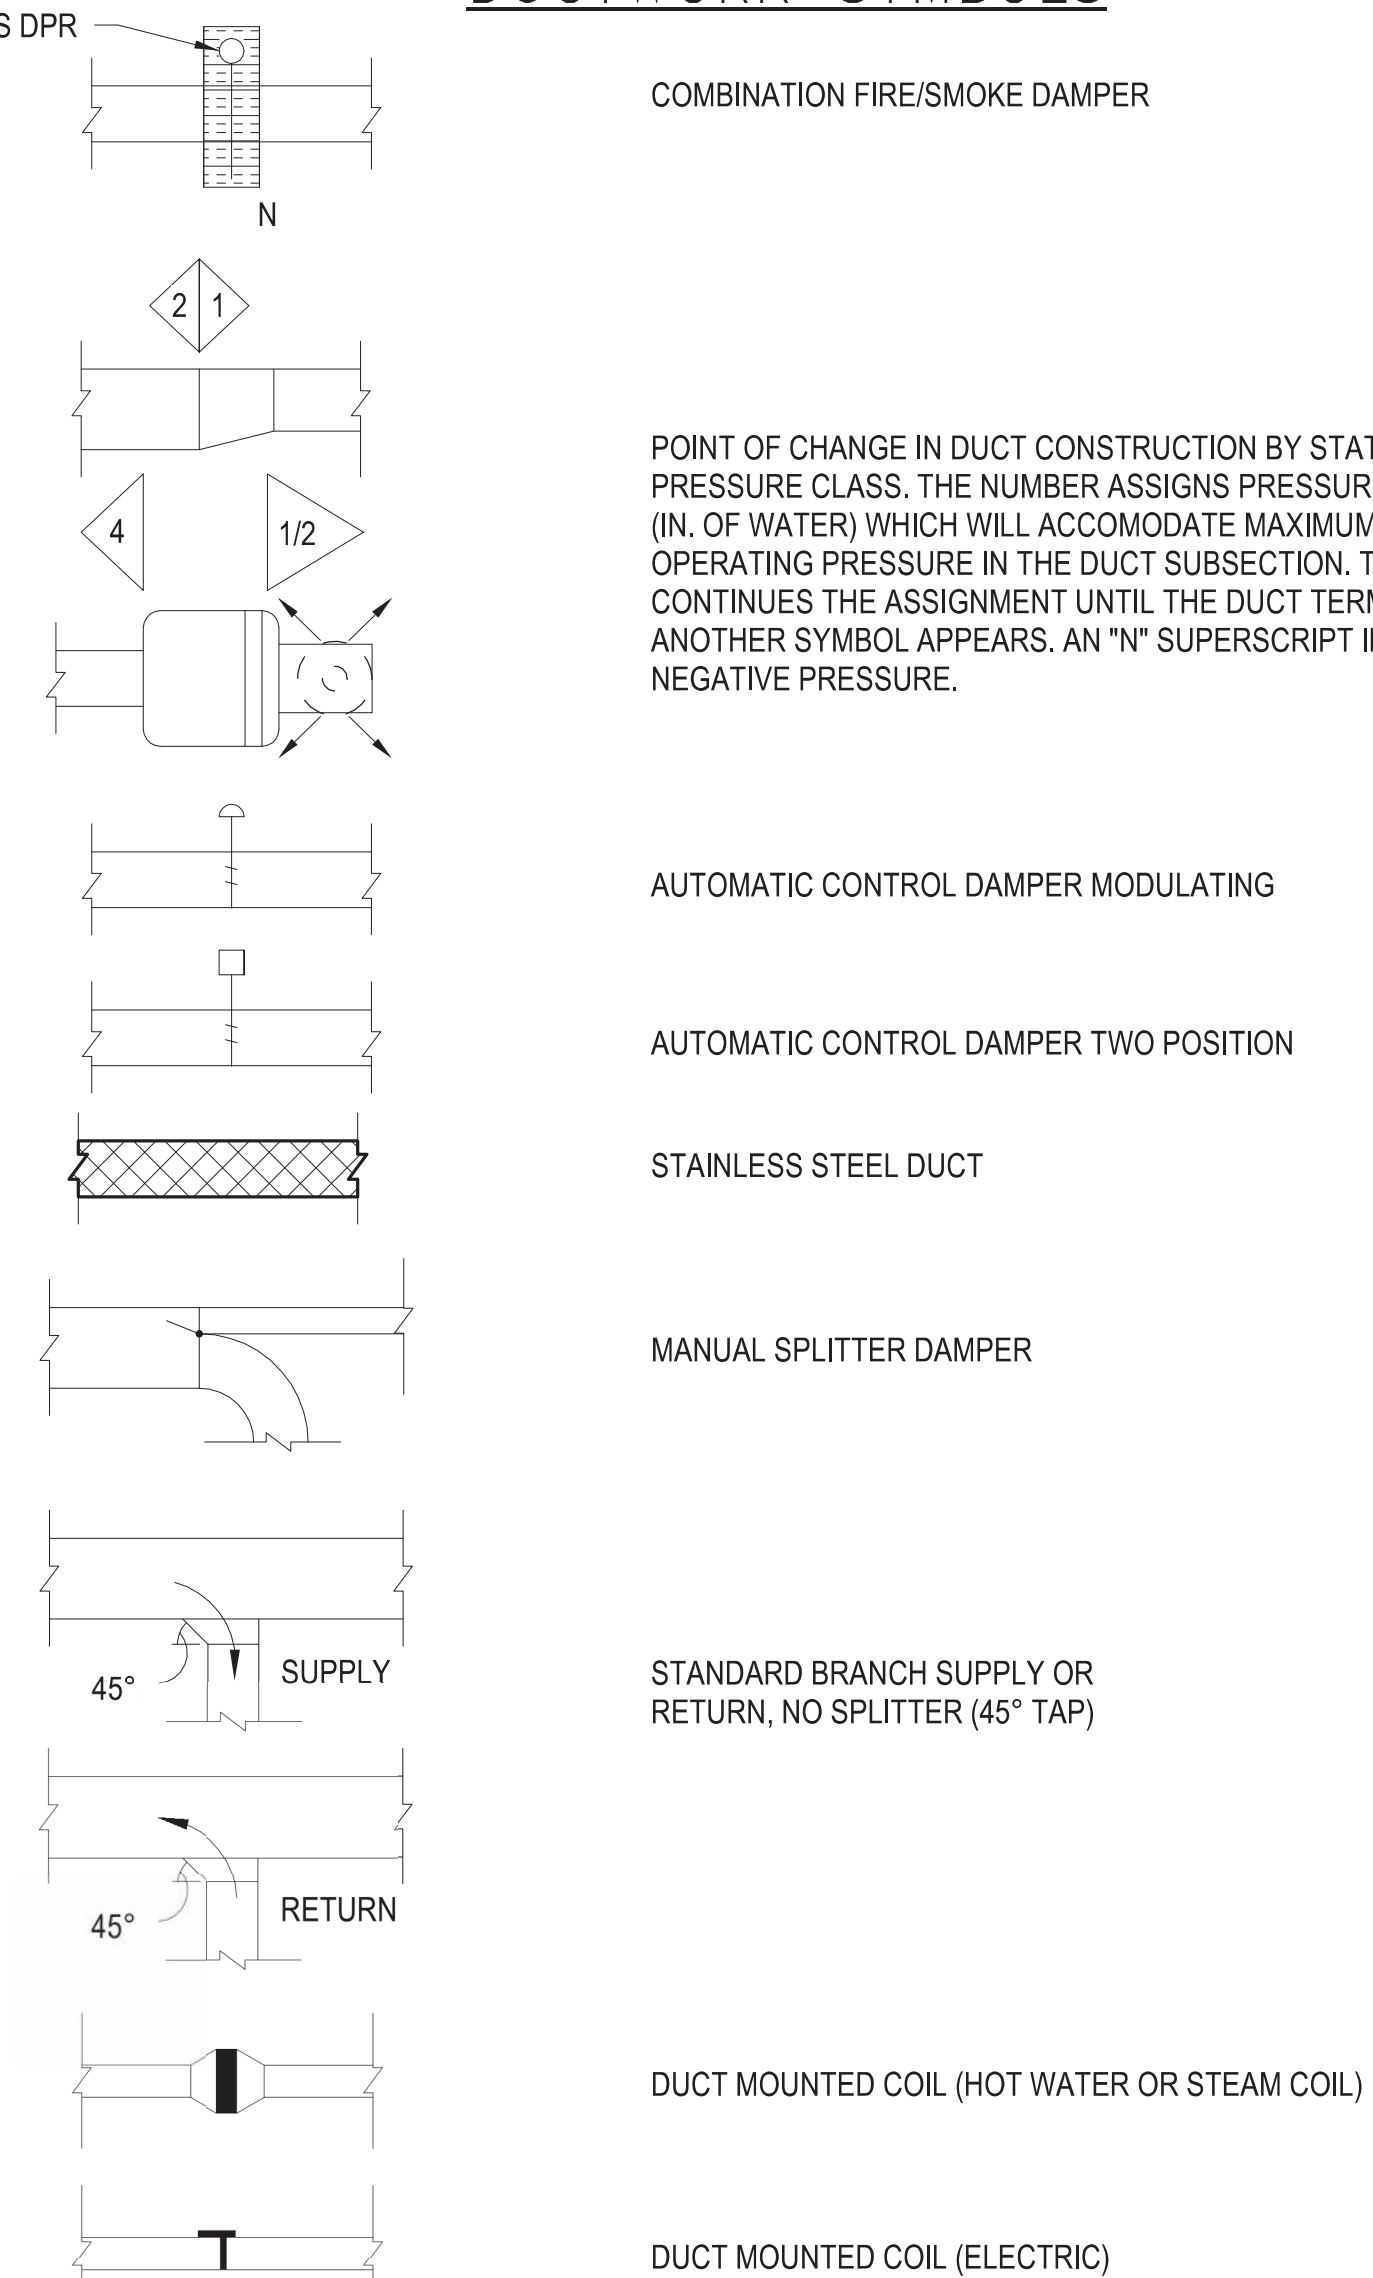 DUCTWORK SYMBOLS
S DPR
COMBINATION FIRE/SMOKE DAMPER
N
2 1
4
1/2
POINT OF CHANGE IN DUCT CONSTRUCTION BY
PRESSURE CLASS. THE NUMBER ASSIGNS
(IN. OF WATER) WHICH WILL ACCOMODATE MAXIMUM
OPERATING PRESSURE IN THE DUCT SUBSECTION.
CONTINUES THE ASSIGNMENT UNTIL THE DUCT
ANOTHER SYMBOL APPEARS. AN "N" SUPERSCRIPT
NEGATIVE PRESSURE.
AUTOMATIC CONTROL DAMPER MODULATING
AUTOMATIC CONTROL DAMPER TWO POSITION
STAINLESS STEEL DUCT
MANUAL SPLITTER DAMPER
45°
SUPPLY
STANDARD BRANCH SUPPLY OR
RETURN, NO SPLITTER (45° TAP)
45°
RETURN
DUCT MOUNTED COIL (HOT WATER OR STEAM COIL)
DUCT MOUNTED COIL (ELECTRIC)